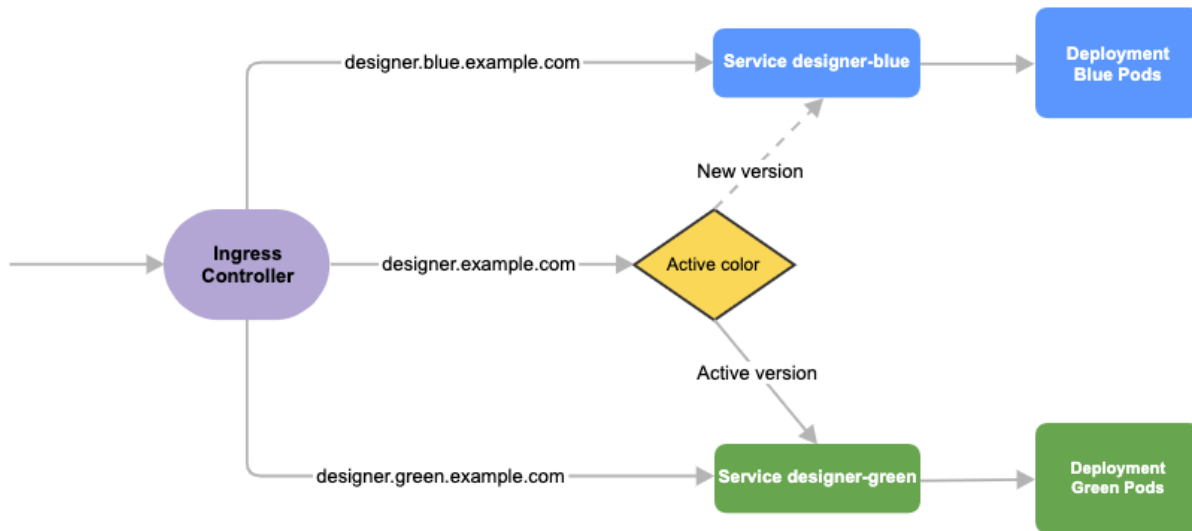 designer.blue.example.com
Service designer-blue
Deployment
Blue Pods
New version
Ingress
Controller
designer.example.com
Active color
Active version
designer.green.example.com
Service designer-green
Deployment
Green Pods